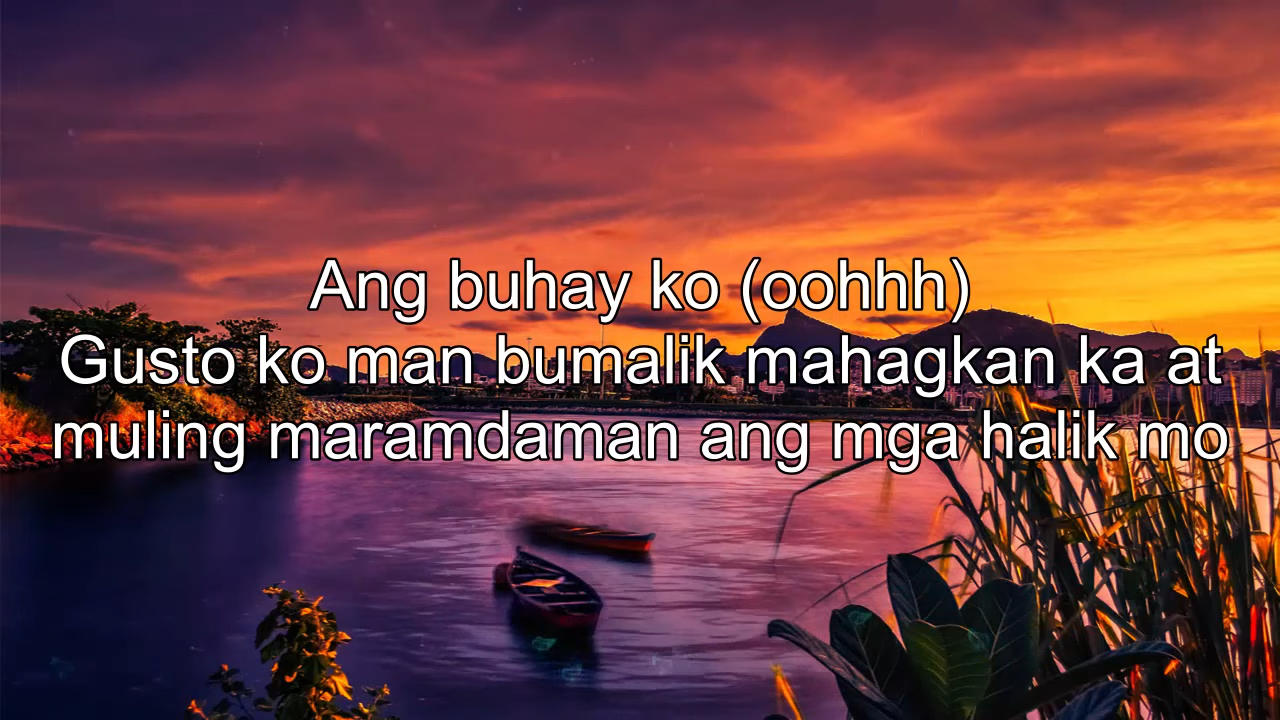 Ang buhay ko (oohhh)
Gusto ko man bumalik mahagkan ka at
muling maramdaman ang mga halik mo